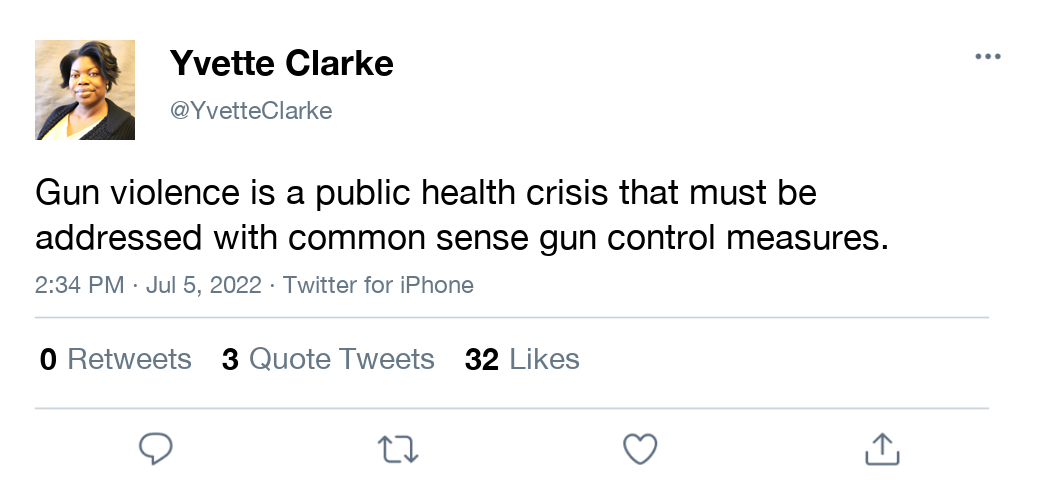 Yvette Clarke
@YvetteClarke
Gun violence is a public health crisis that must be
addressed with common sense gun control measures.
2:34 PM · Jul 5, 2022 · Twitter for iPhone
0 Retweets 3 Quote Tweets 32 Likes